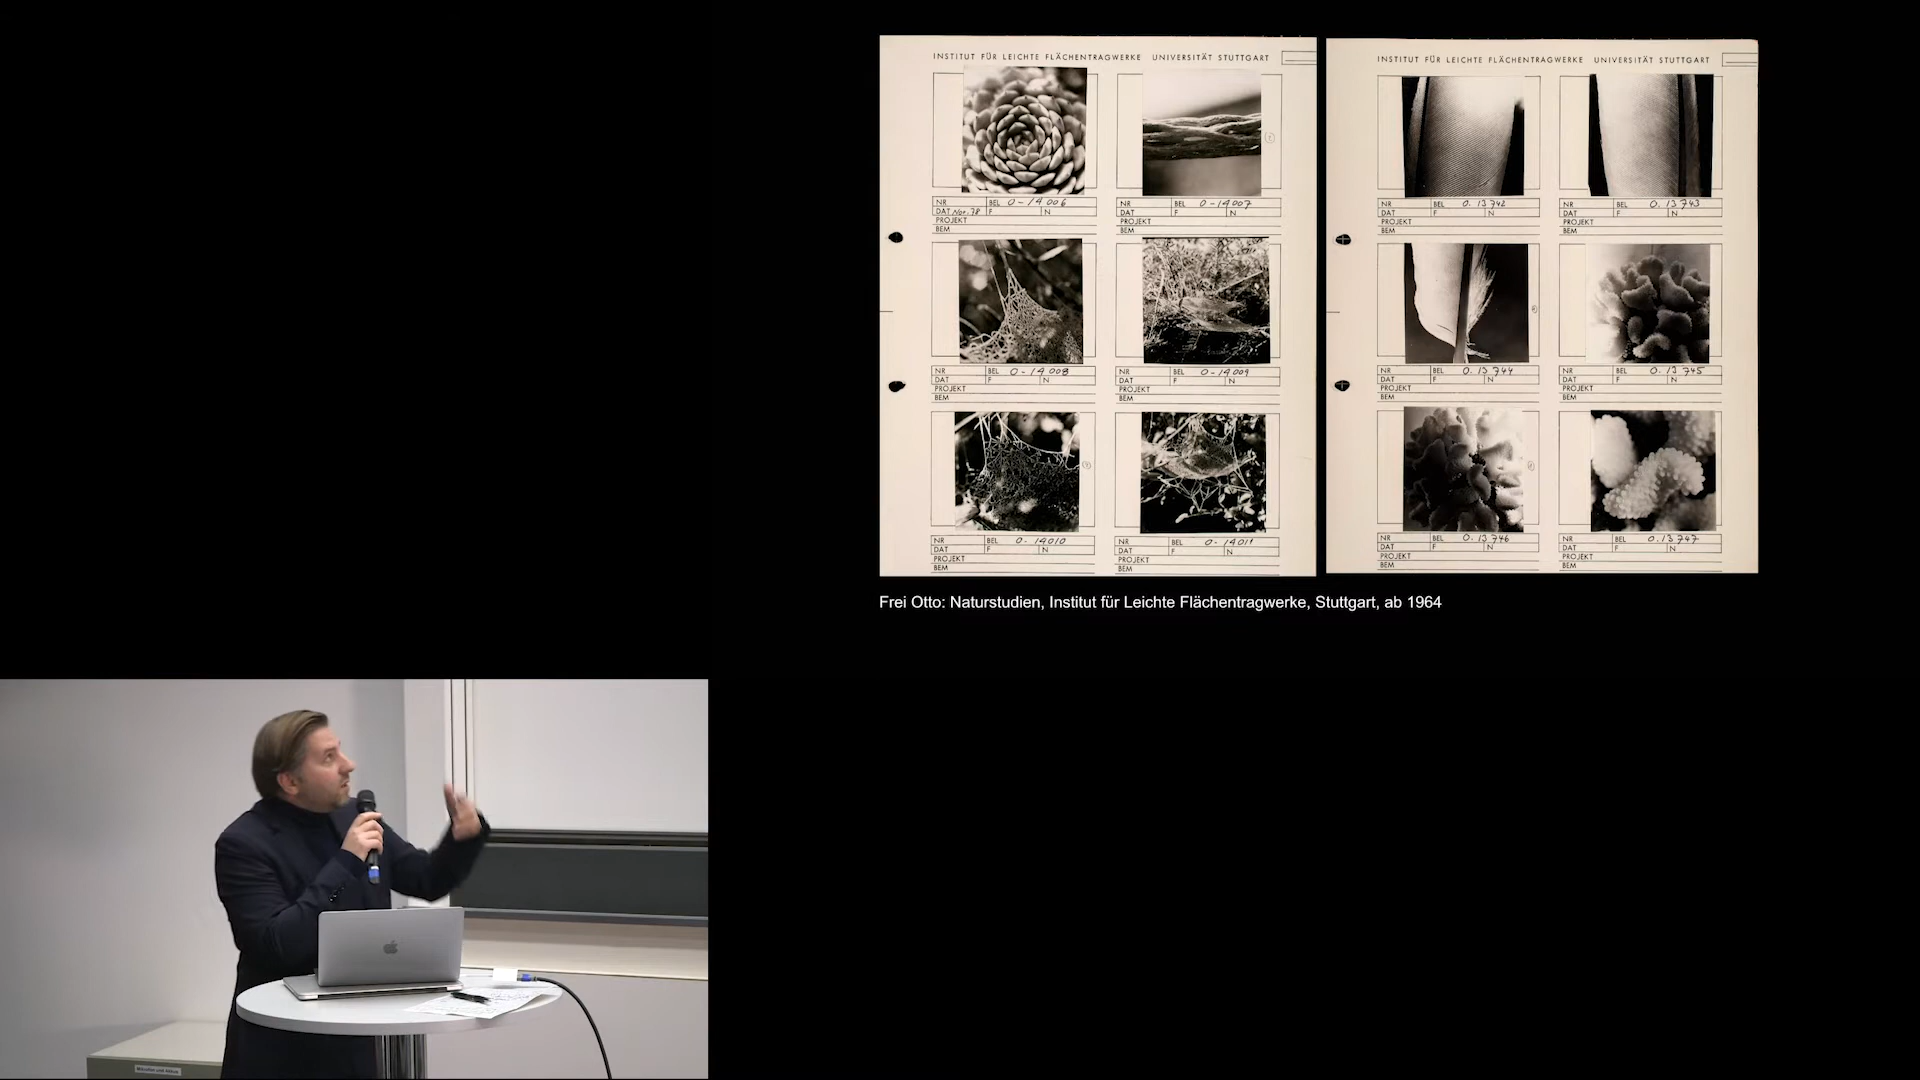 INSTITUT FÜR LEICHTE FLÄCHENTRAGWERKE UNIVERSITÄT STUTTGART
NR BEL 0-14006
DAT Nov. 78 F N
PROJEKT
BEM
NR BEL 0-14007
DAT F N
PROJEKT
BEM
NR BEL 0-14008
DAT F N
PROJEKT
BEM
NR BEL 0-14009
DAT F N
PROJEKT
BEM
NR BEL 0-14010
DAT F N
PROJEKT
BEM
NR BEL 0-14011
DAT F N
PROJEKT
BEM
INSTITUT FÜR LEICHTE FLÄCHENTRAGWERKE UNIVERSITÄT STUTTGART
NR BEL 0.13742
DAT F N
PROJEKT
BEM
NR BEL 0.13743
DAT F N
PROJEKT
BEM
NR BEL 0.13744
DAT F N
PROJEKT
BEM
NR BEL 0.13745
DAT F N
PROJEKT
BEM
NR BEL 0.13746
DAT F N
PROJEKT
BEM
NR BEL 0.13747
DAT F N
PROJEKT
BEM
Frei Otto: Naturstudien, Institut für Leichte Flächentragwerke, Stuttgart, ab 1964